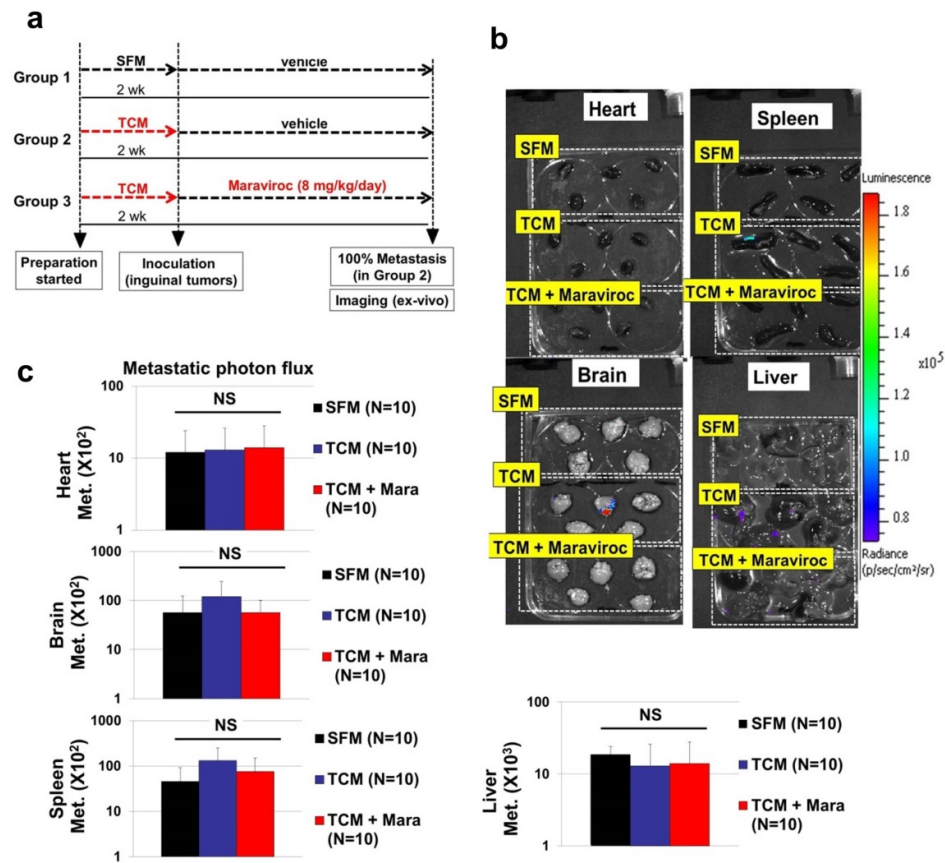 a
SFM
vehicle
Group 1
2 wk
TCM
vehicle
Group 2
2 wk
TCM
Maraviroc (8 mg/kg/day)
Group 3
2 wk
Preparation
started
Inoculation
(inguinal tumors)
100% Metastasis
(in Group 2)
Imaging (ex-vivo)
b
Heart
SFM
TCM
TCM + Maraviroc
Spleen
SFM
TCM
TCM + Maraviroc
Brain
SFM
TCM
TCM + Maraviroc
Liver
SFM
TCM
TCM + Maraviroc
Luminescence
1.8
1.6
1.4
1.2
1.0
0.8
x10⁵
Radiance
(p/sec/cm²/sr)
c
Metastatic photon flux
Heart
Met. (X10²)
100
10
1
NS
SFM (N=10)
TCM (N=10)
TCM + Mara
(N=10)
Brain
Met. (X10²)
1000
100
10
1
NS
SFM (N=10)
TCM (N=10)
TCM + Mara
(N=10)
Spleen
Met. (X10²)
1000
100
10
1
NS
SFM (N=10)
TCM (N=10)
TCM + Mara
(N=10)
Liver
Met. (X10³)
100
10
1
NS
SFM (N=10)
TCM (N=10)
TCM + Mara
(N=10)